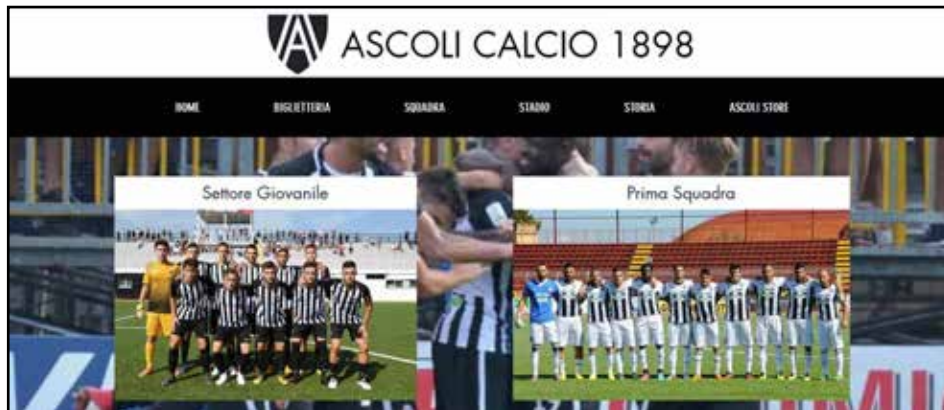 ASCOLI CALCIO 1898
HOME BIGLIETTERIA SQUADRA STADIO STORIA ASCOLI STORE
Settore Giovanile Prima Squadra